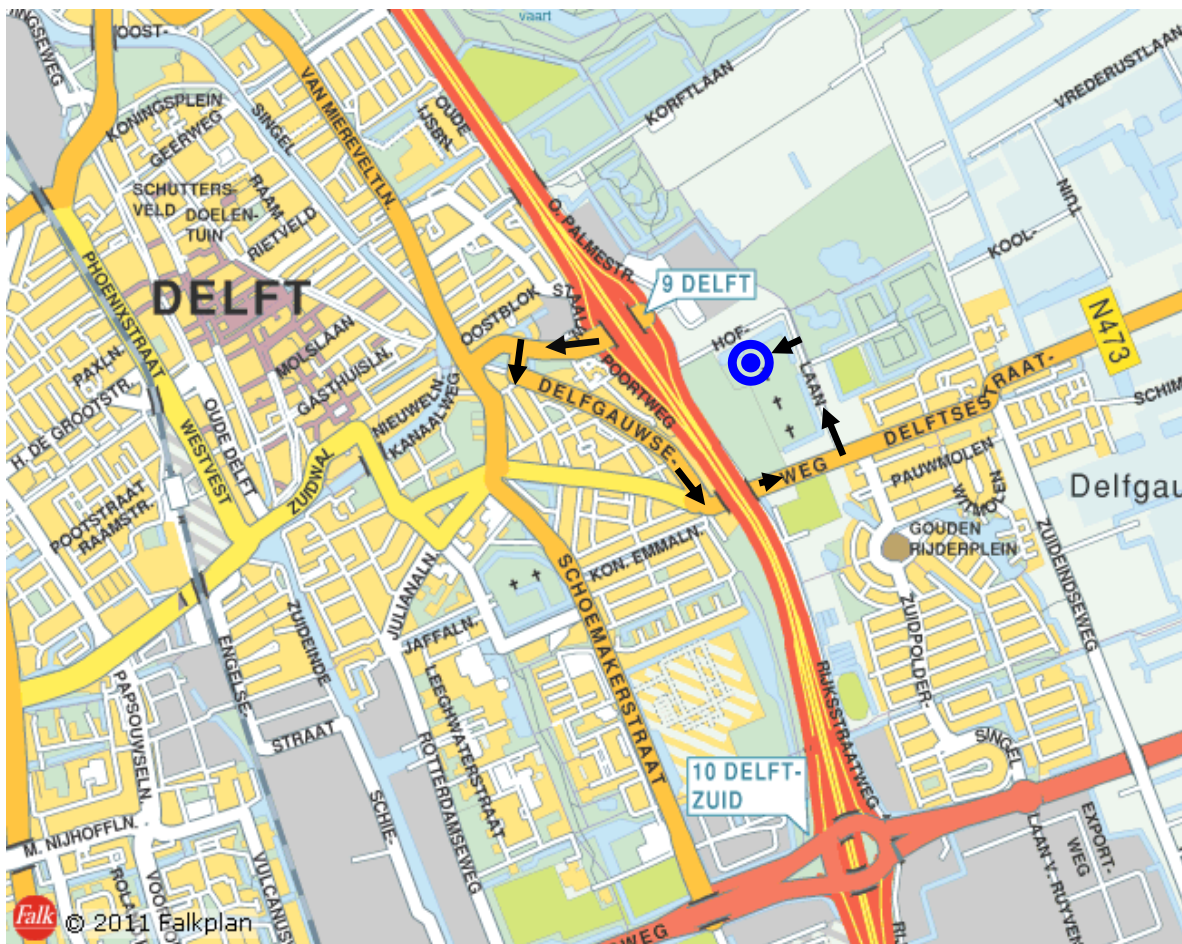 INGSEWEG
OOST-
SINGEL
KONINGSPLEIN
GEERWEG
SCHUTTERS-
VELD
DOELEN-
TUIN
RAAM
RIETVELD
VAN MIEREVELTLN.
OUDE
IJSBN.
vaart
KORFTLAAN
VREDERUSTLAAN
TUIN
KOOL-
O. PALMESTR.
9 DELFT
N473
DELFT
PHOENIXSTRAAT
PAXLN.
H. DE GROOTSTR.
MOLSLAAN
GASTHUISLN.
OOSTBLOK
NIEUWELN.
KANAALWEG
OUDE DELFT
WESTVEST
ZUIDWAL
POOTSTRAAT
RAAMSTR.
POORTWEG
HOF-
LAAN
DELFGAUWSE-
WEG
DELFTSESTRAAT-
SCHIM
PAUWMOLEN
Delfgau
GOUDEN
RIJDERPLEIN
ZUIDEINDSEWEG
KON. EMMALN.
SCHOEMAKERSTRAAT
JULIANALN.
JAFFALN.
ZUIDEINDE
ENGELSE-
STRAAT
PAPSOUWSELN.
LEEGHWATERSTRAAT
ROTTERDAMSEWEG
SCHIE-
ZUIDPOLDER-
SINGEL
RIJKSSTRAATWEG
10 DELFT-
ZUID
M. NIJHOFFLN.
VULCANUS
LAAN V. RUYVEN
EXPORT-
WEG
Falk
© 2011 Falkplan